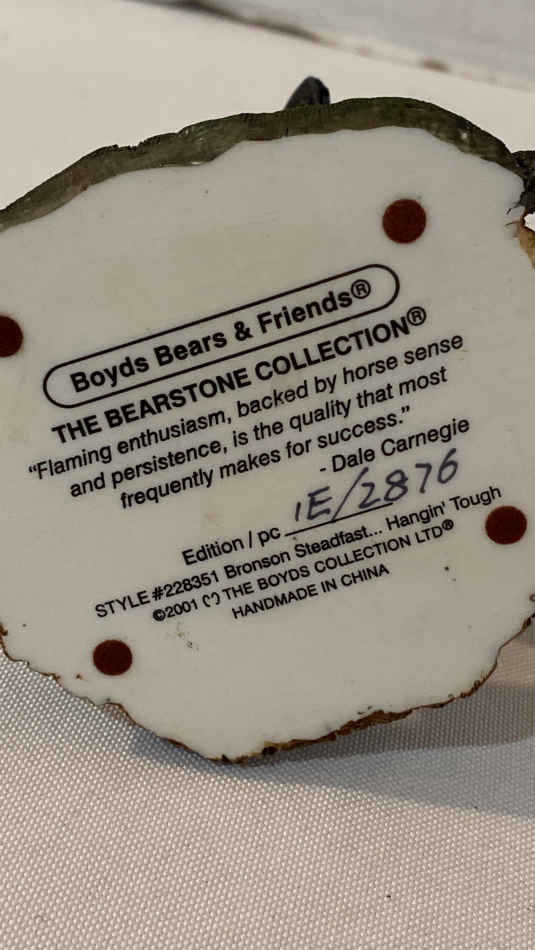 Boyds Bears & Friends®
THE BEARSTONE COLLECTION®
“Flaming enthusiasm, backed by horse sense
and persistence, is the quality that most
frequently makes for success.”
- Dale Carnegie
Edition / pc 1E/2876
STYLE #228351 Bronson Steadfast... Hangin' Tough
©2001 THE BOYDS COLLECTION LTD®
HANDMADE IN CHINA